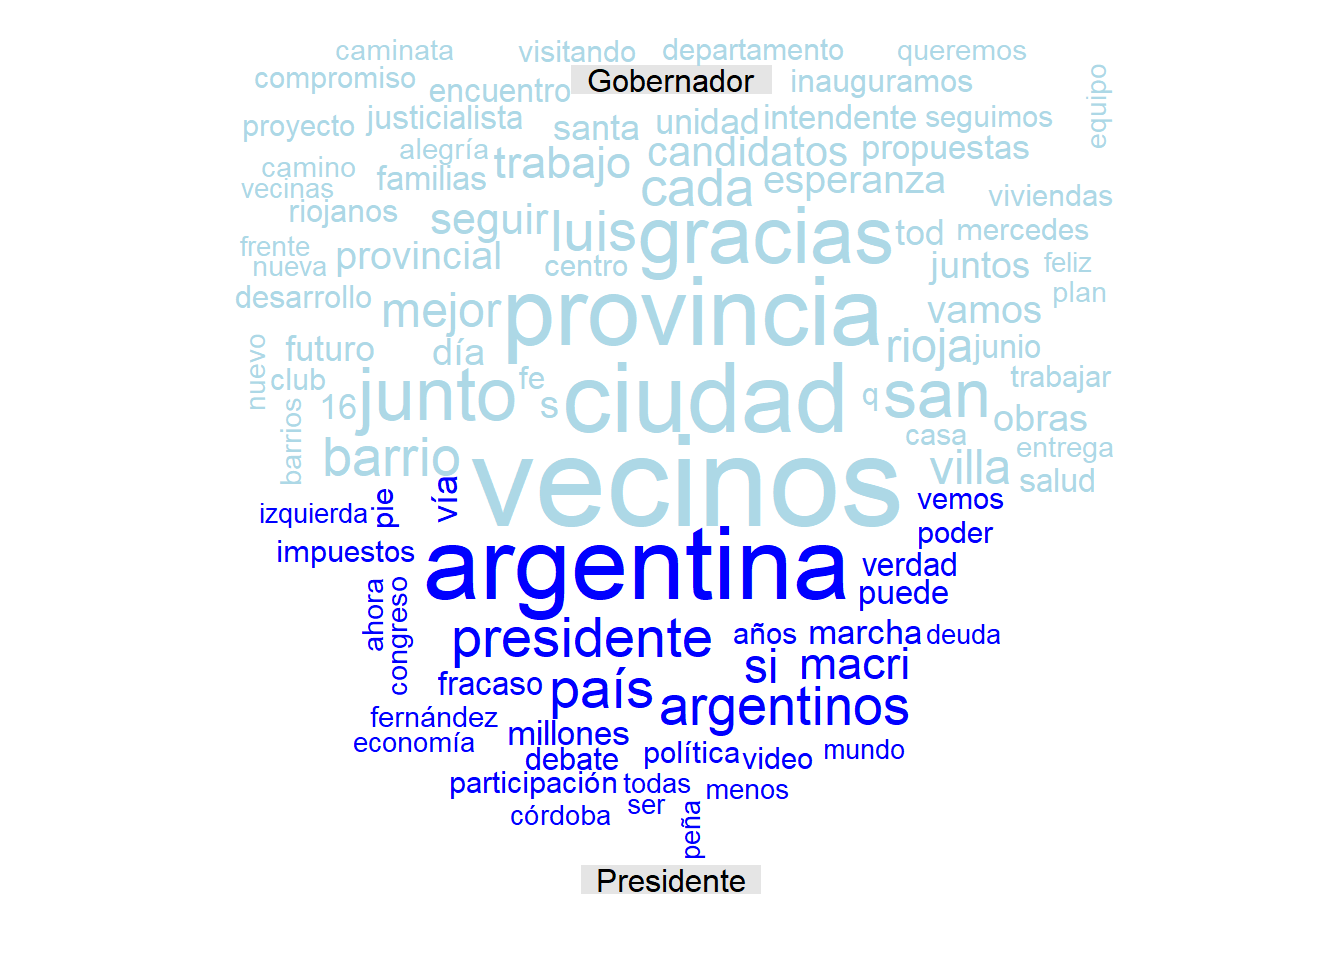 caminata visitando departamento queremos
compromiso encuentro Gobernador inauguramos equipo
proyecto justicialista santa unidad intendente seguimos
camino alegría trabajo candidatos propuestas
vecinas familias cada esperanza viviendas
riojanos seguir luis gracias tod mercedes
frente nueva provincial centro juntos feliz
desarrollo mejor provincia vamos plan
nuevo futuro día rioja junio
club 16 junto fe s ciudad q san trabajar
barrios barrio casa obras entrega
vecinos villa salud
izquierda pie vía vemos
impuestos argentina poder
verdad
ahora congreso puede
presidente años marcha deuda
fracaso país si macri
fernández argentinos
economía millones
debate política video mundo
participación todas menos
córdoba ser peña
Presidente